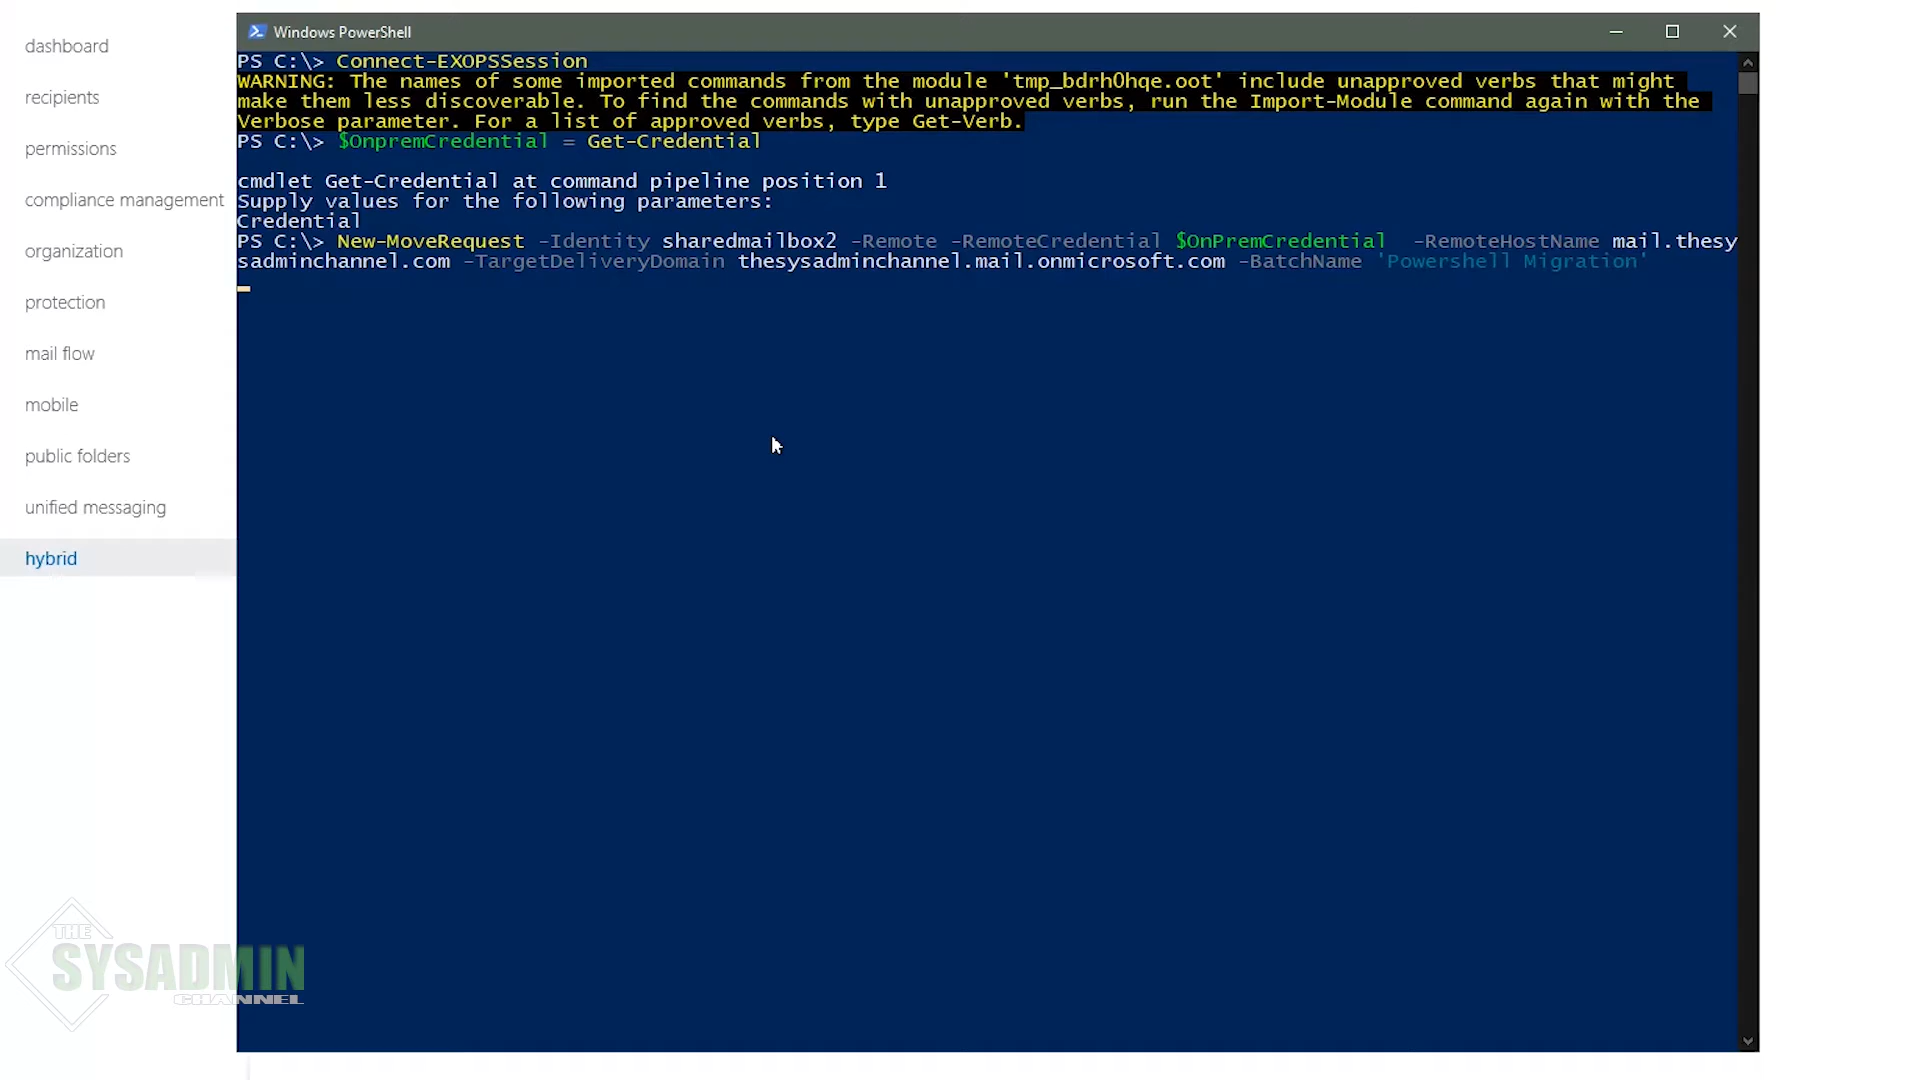 dashboard
recipients
permissions
compliance management
organization
protection
mail flow
mobile
public folders
unified messaging
hybrid
Windows PowerShell
PS C:\> Connect-EXOPSSession
WARNING: The names of some imported commands from the module 'tmp_bdrh0hqe.oot' include unapproved verbs that might
make them less discoverable. To find the commands with unapproved verbs, run the Import-Module command again with the
Verbose parameter. For a list of approved verbs, type Get-Verb.
PS C:\> $OnpremCredential = Get-Credential
cmdlet Get-Credential at command pipeline position 1
Supply values for the following parameters:
Credential
PS C:\> New-MoveRequest -Identity sharedmailbox2 -Remote -RemoteCredential $OnPremCredential  -RemoteHostName mail.thesy
sadminchannel.com -TargetDeliveryDomain thesysadminchannel.mail.onmicrosoft.com -BatchName 'Powershell Migration'
THE
SYSADMIN
CHANNEL